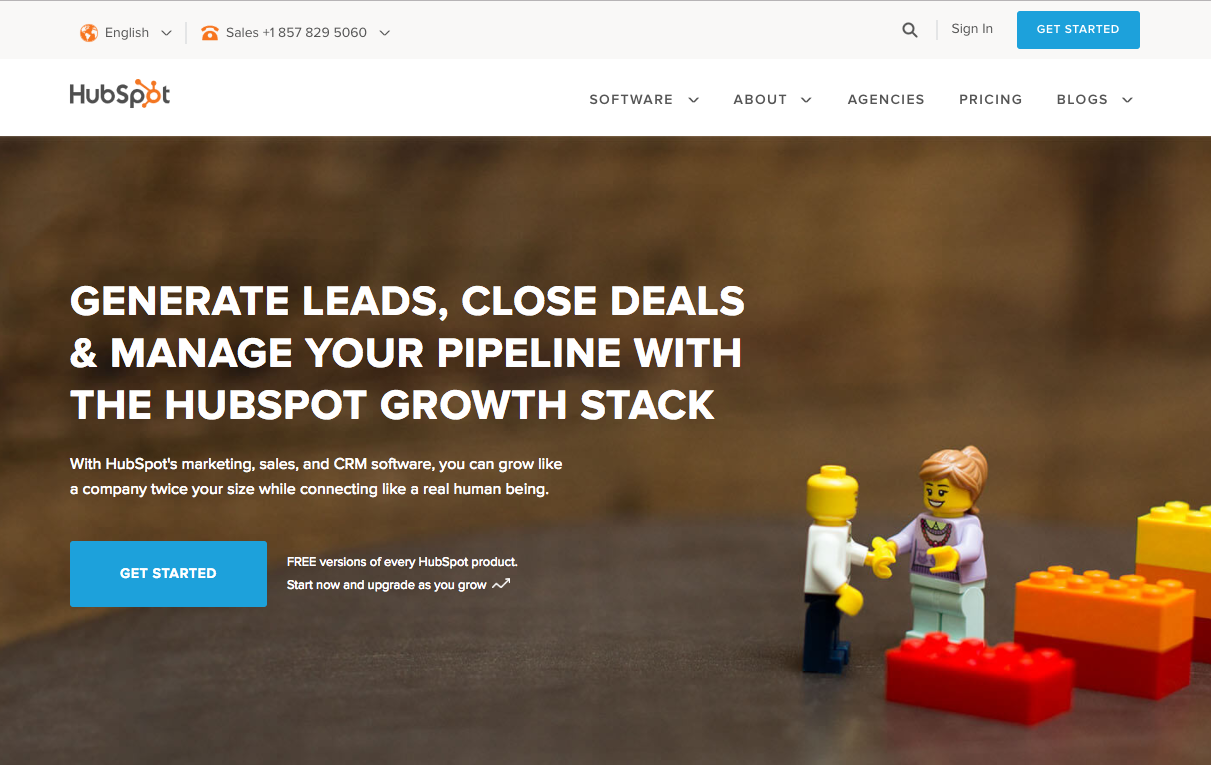 English
Sales +1 857 829 5060
Sign In
GET STARTED
HubSpot
SOFTWARE
ABOUT
AGENCIES
PRICING
BLOGS
GENERATE LEADS, CLOSE DEALS
& MANAGE YOUR PIPELINE WITH
THE HUBSPOT GROWTH STACK
With HubSpot's marketing, sales, and CRM software, you can grow like
a company twice your size while connecting like a real human being.
GET STARTED
FREE versions of every HubSpot product.
Start now and upgrade as you grow